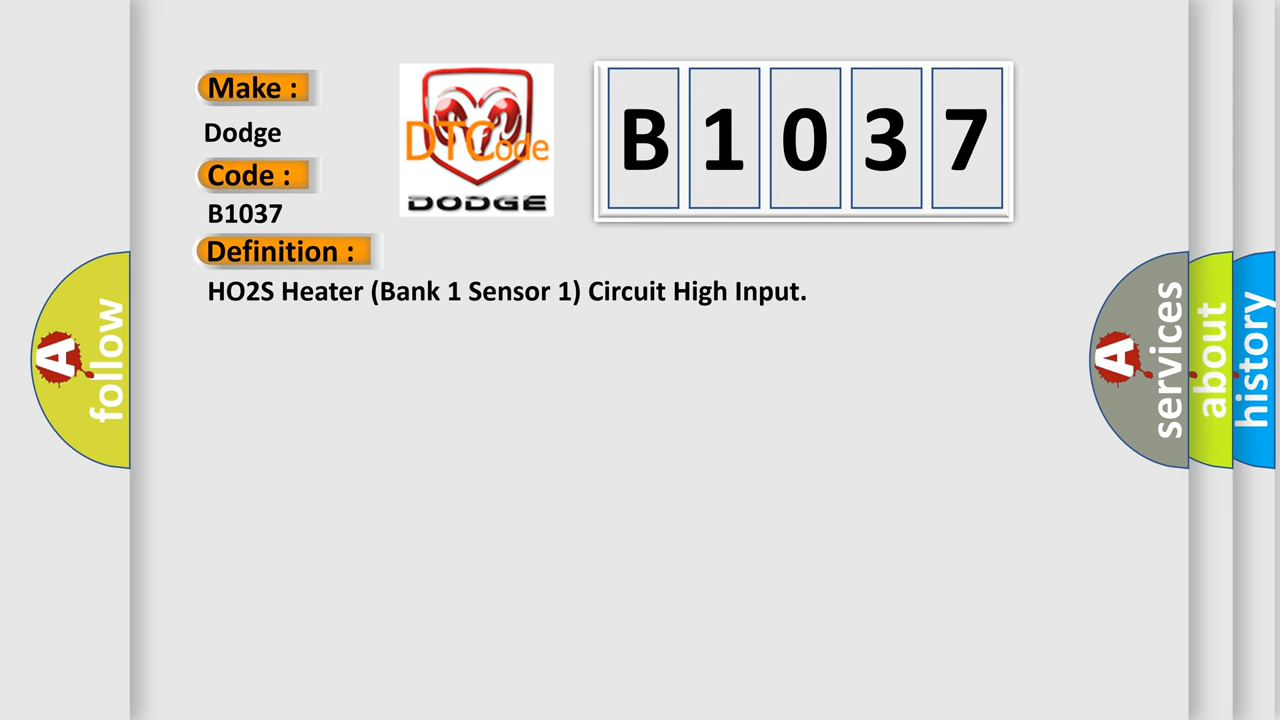 Make :
Dodge
Code :
B1037
Definition :
HO2S Heater (Bank 1 Sensor 1) Circuit High Input.
DTCode
DODGE
B 1 0 3 7
A follow
A services
about
history